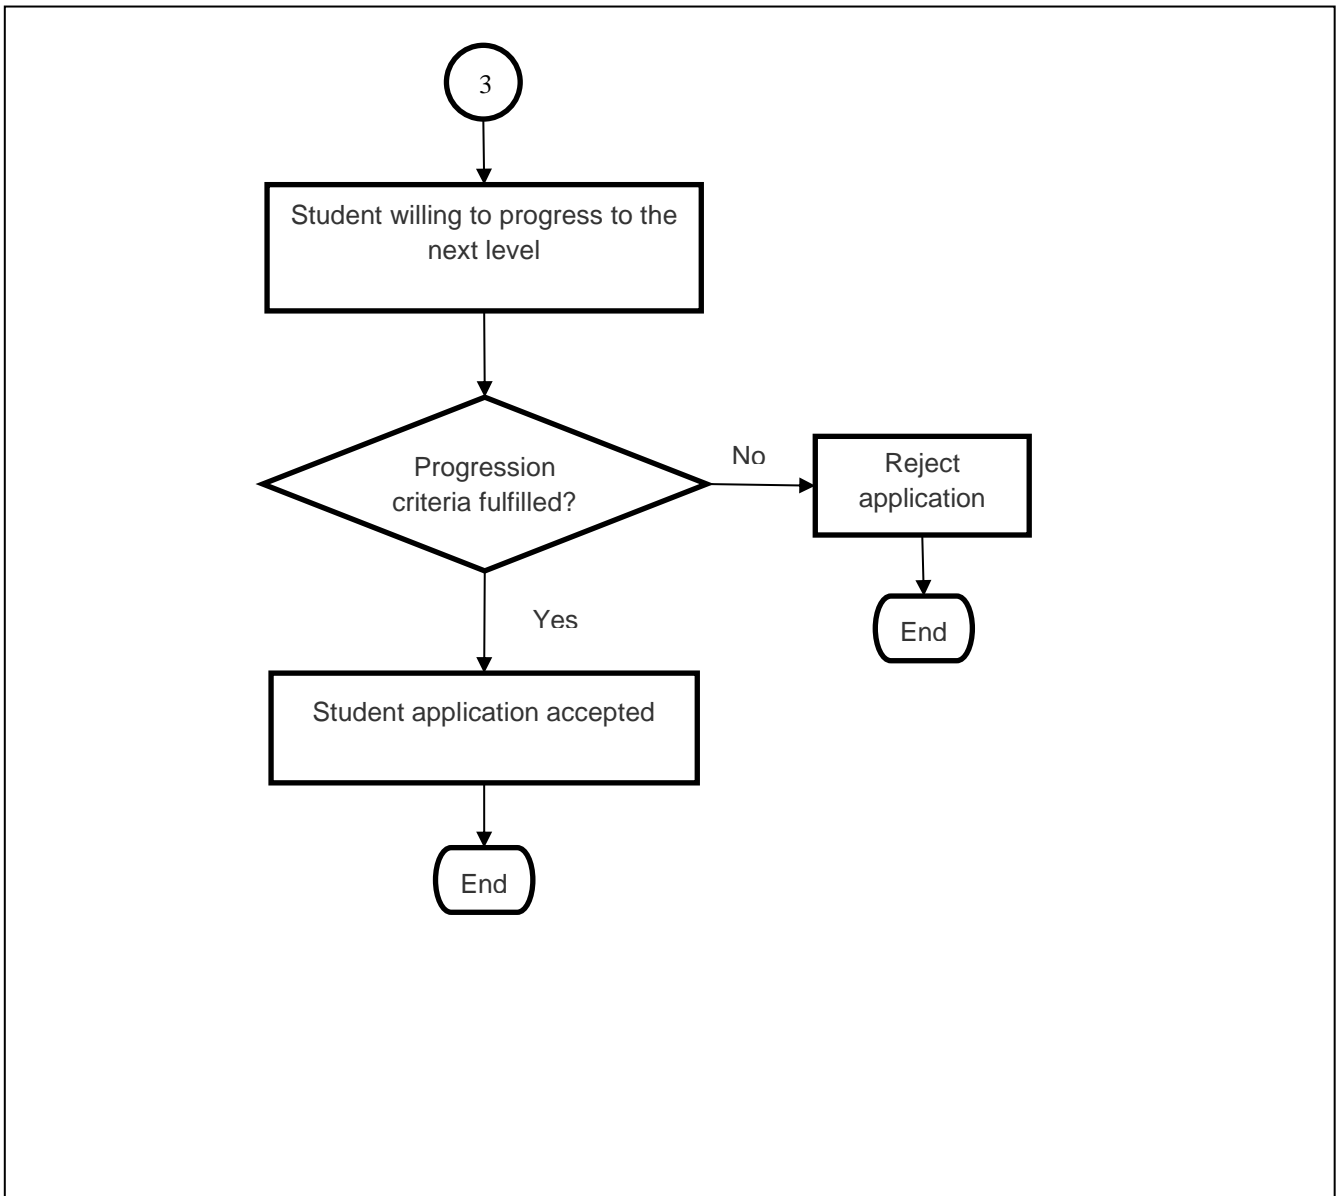 3
Student willing to progress to the
next level
Progression
criteria fulfilled?
No
Reject
application
End
Yes
Student application accepted
End